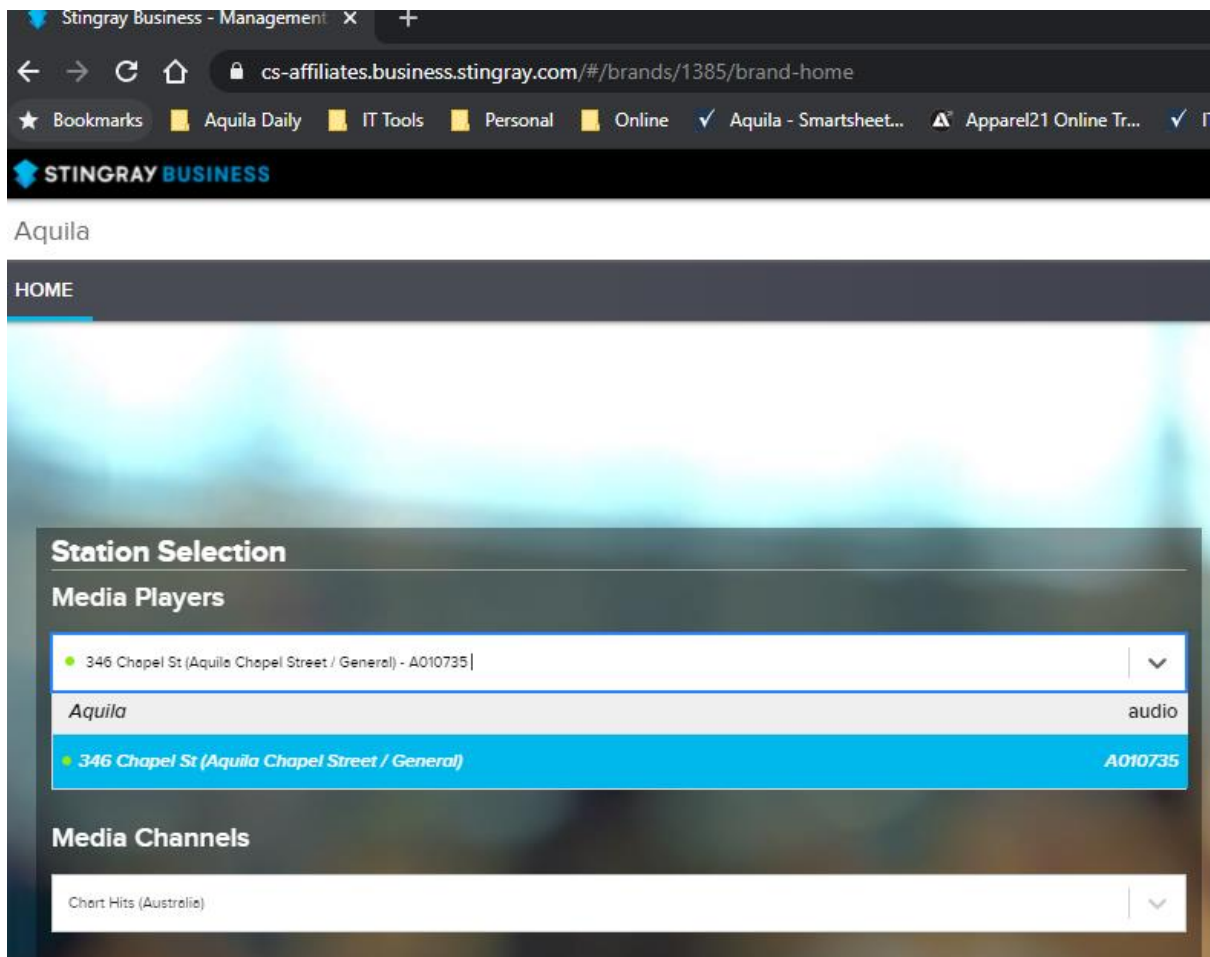 Stingray Business - Management
cs-affiliates.business.stingray.com/#/brands/1385/brand-home
Bookmarks Aquila Daily IT Tools Personal Online Aquila - Smartsheet... Apparel21 Online Tr...
STINGRAY BUSINESS
Aquila
HOME
Station Selection
Media Players
346 Chapel St (Aquila Chapel Street / General) - A010735
Aquila audio
346 Chapel St (Aquila Chapel Street / General) A010735
Media Channels
Chart Hits (Australia)